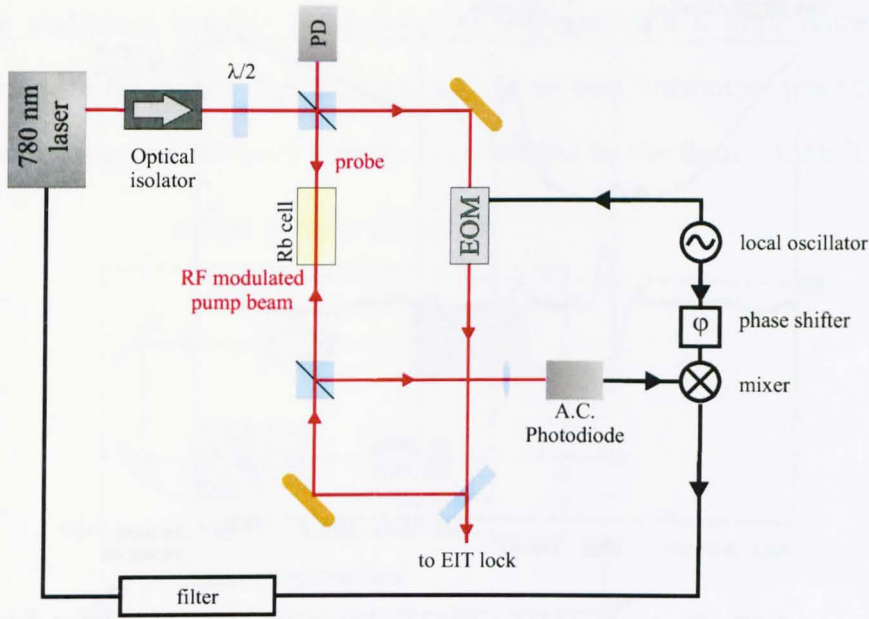 PD
λ/2
780 nm
laser
Optical
isolator
probe
Rb cell
EOM
RF modulated
pump beam
local oscillator
φ
phase shifter
mixer
A.C.
Photodiode
to EIT lock
filter